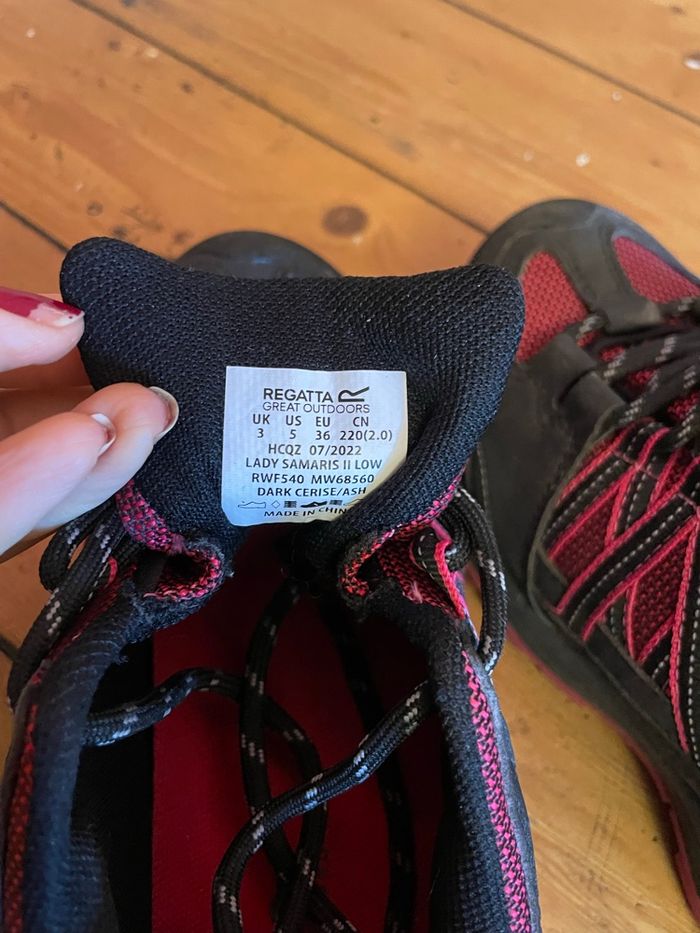 REGATTA
GREAT OUTDOORS
UK US EU CN
3 5 36 220(2.0)
HCQZ 07/2022
LADY SAMARIS II LOW
RWF540 MW68560
DARK CERISE/ASH
MADE IN CHINA